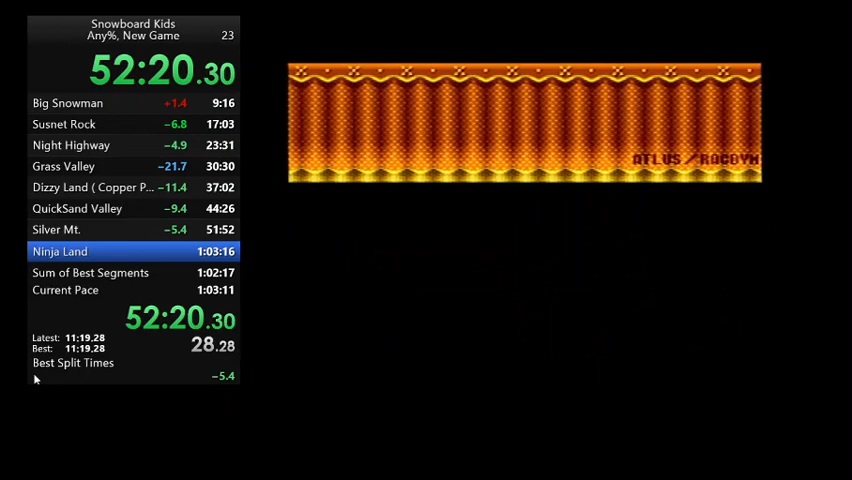 Snowboard Kids
Any%, New Game 23
52:20.30
Big Snowman +1.4 9:16
Susnet Rock −6.8 17:03
Night Highway −4.9 23:31
Grass Valley −21.7 30:30
Dizzy Land ( Copper P... −11.4 37:02
QuickSand Valley −9.4 44:26
Silver Mt. −5.4 51:52
Ninja Land 1:03:16
Sum of Best Segments 1:02:17
Current Pace 1:03:11
52:20.30
Latest: 11:19.28
Best: 11:19.28
28.28
Best Split Times
−5.4
ATLUS/RACDYM